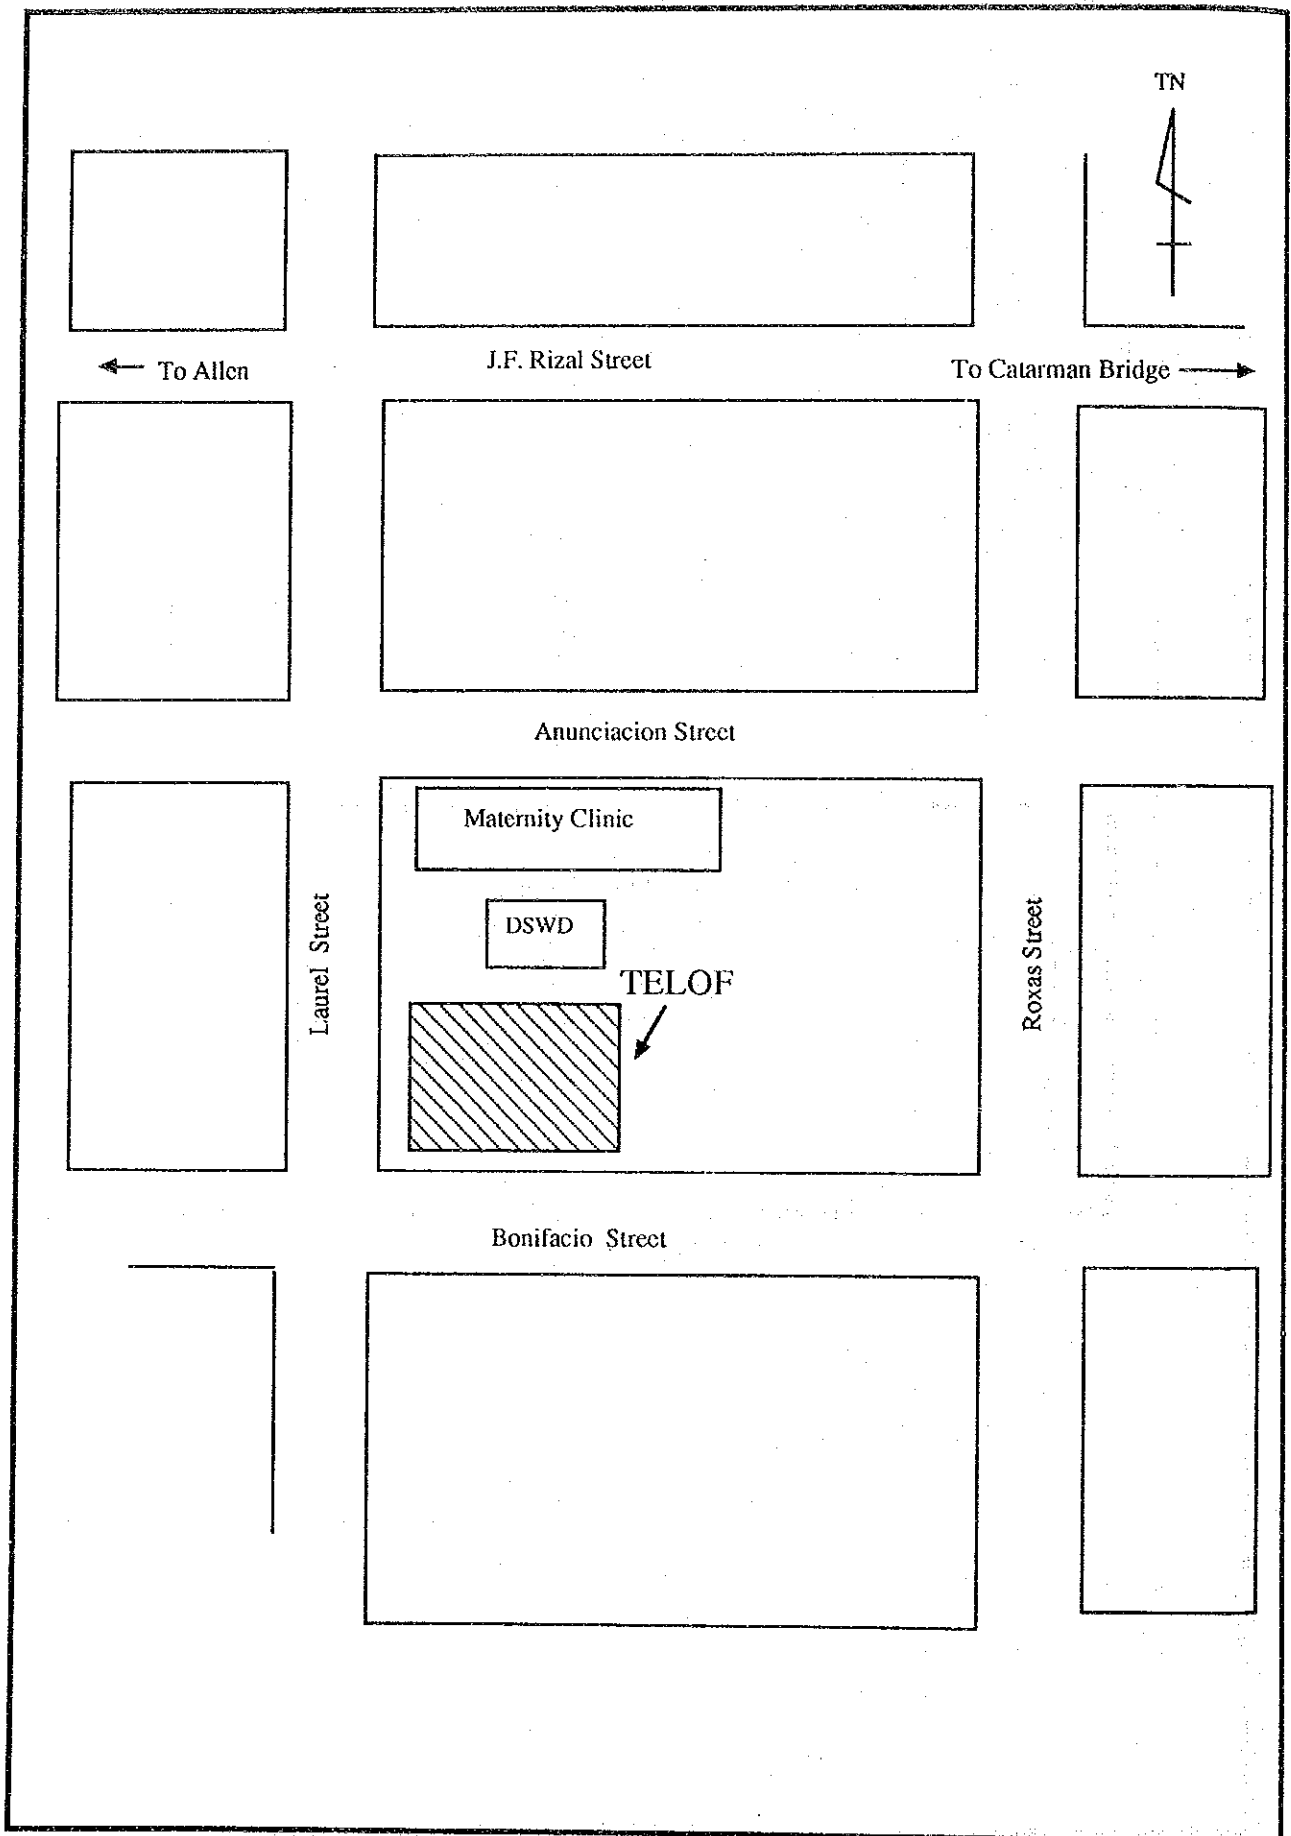 TN
J.F. Rizal Street
To Allen
To Catarman Bridge
Anunciacion Street
Maternity Clinic
DSWD
TELOF
Laurel Street
Roxas Street
Bonifacio Street